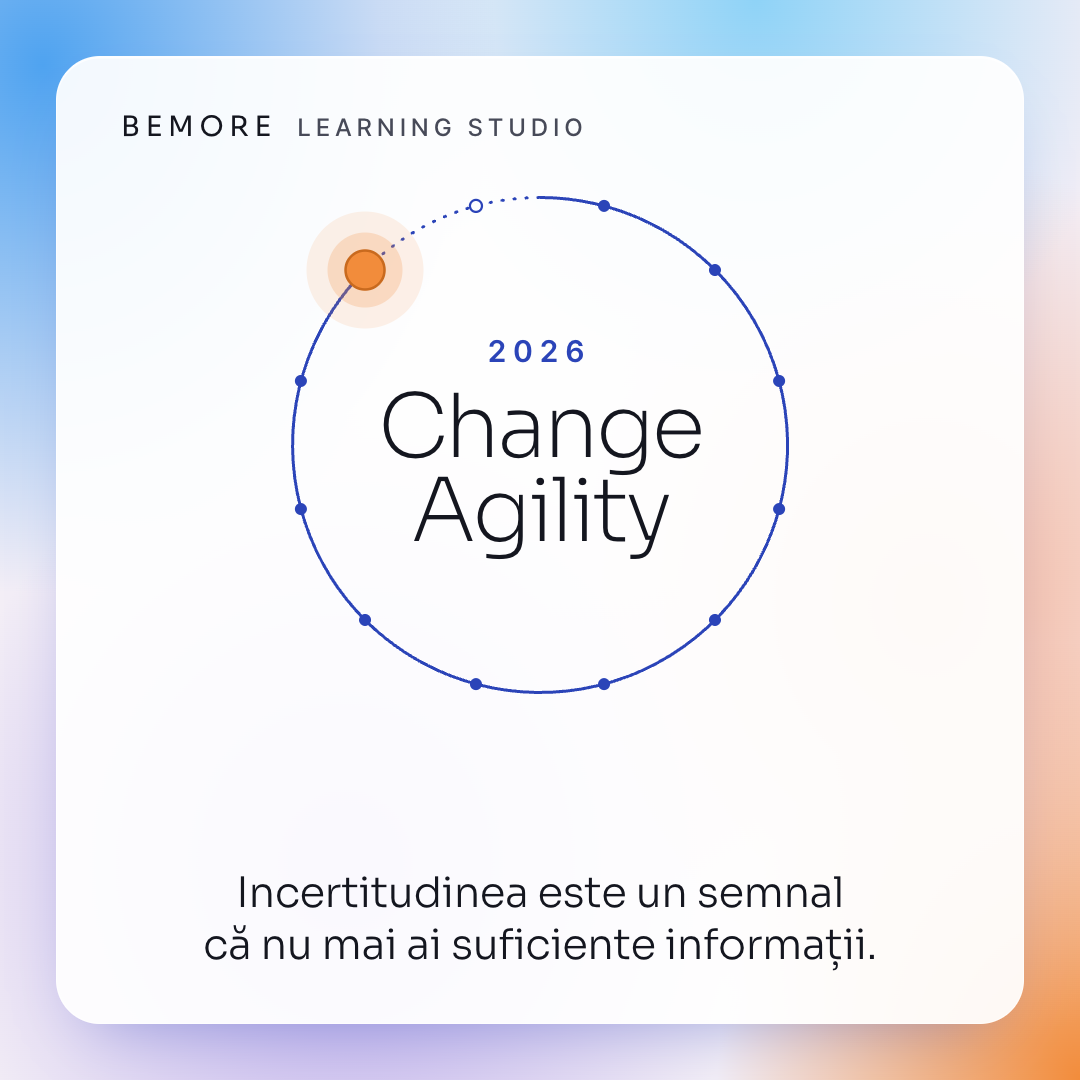 BEMORE LEARNING STUDIO
2026
Change
Agility
Incertitudinea este un semnal
că nu mai ai suficiente informații.